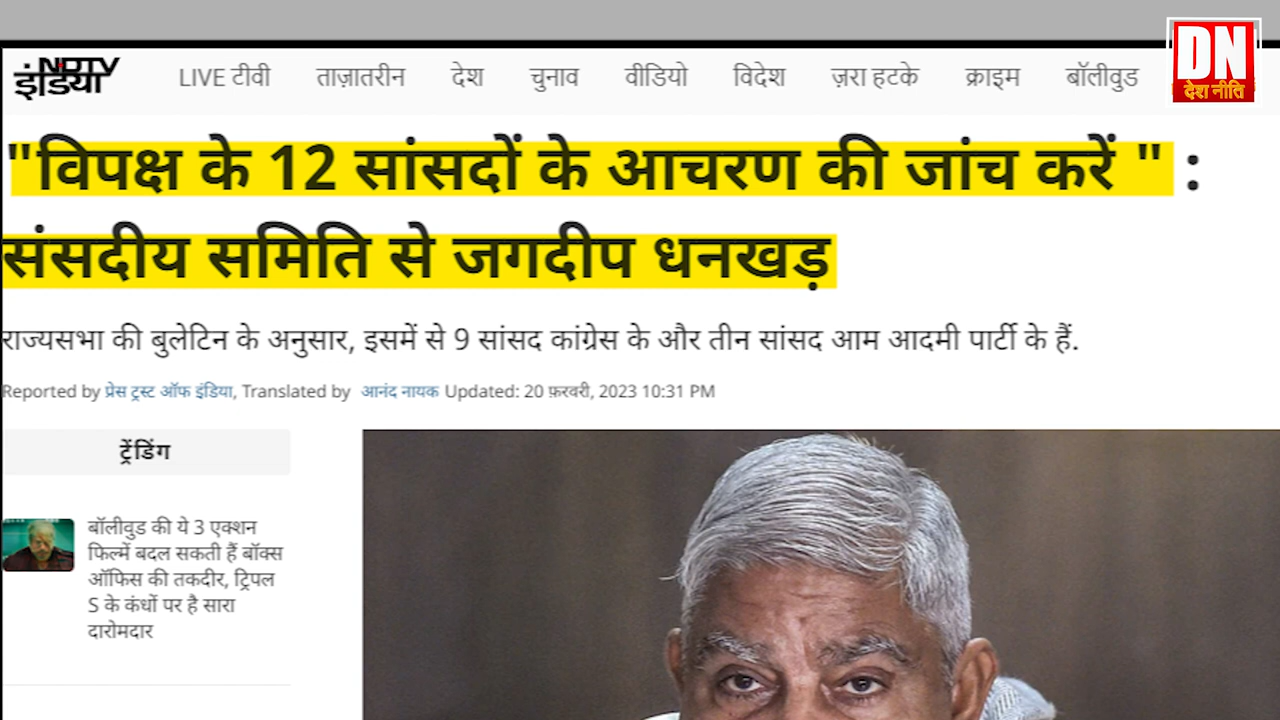 NDTV
इंडिया
LIVE टीवी ताज़ातरीन देश चुनाव वीडियो विदेश ज़रा हटके क्राइम बॉलीवुड
DN
देश नीति
"विपक्ष के 12 सांसदों के आचरण की जांच करें " :
संसदीय समिति से जगदीप धनखड़
राज्यसभा की बुलेटिन के अनुसार, इसमें से 9 सांसद कांग्रेस के और तीन सांसद आम आदमी पार्टी के हैं.
Reported by प्रेस ट्रस्ट ऑफ इंडिया, Translated by आनंद नायक Updated: 20 फ़रवरी, 2023 10:31 PM
ट्रेंडिंग
बॉलीवुड की ये 3 एक्शन
फिल्में बदल सकती हैं बॉक्स
ऑफिस की तकदीर, ट्रिपल
S के कंधों पर है सारा
दारोमदार